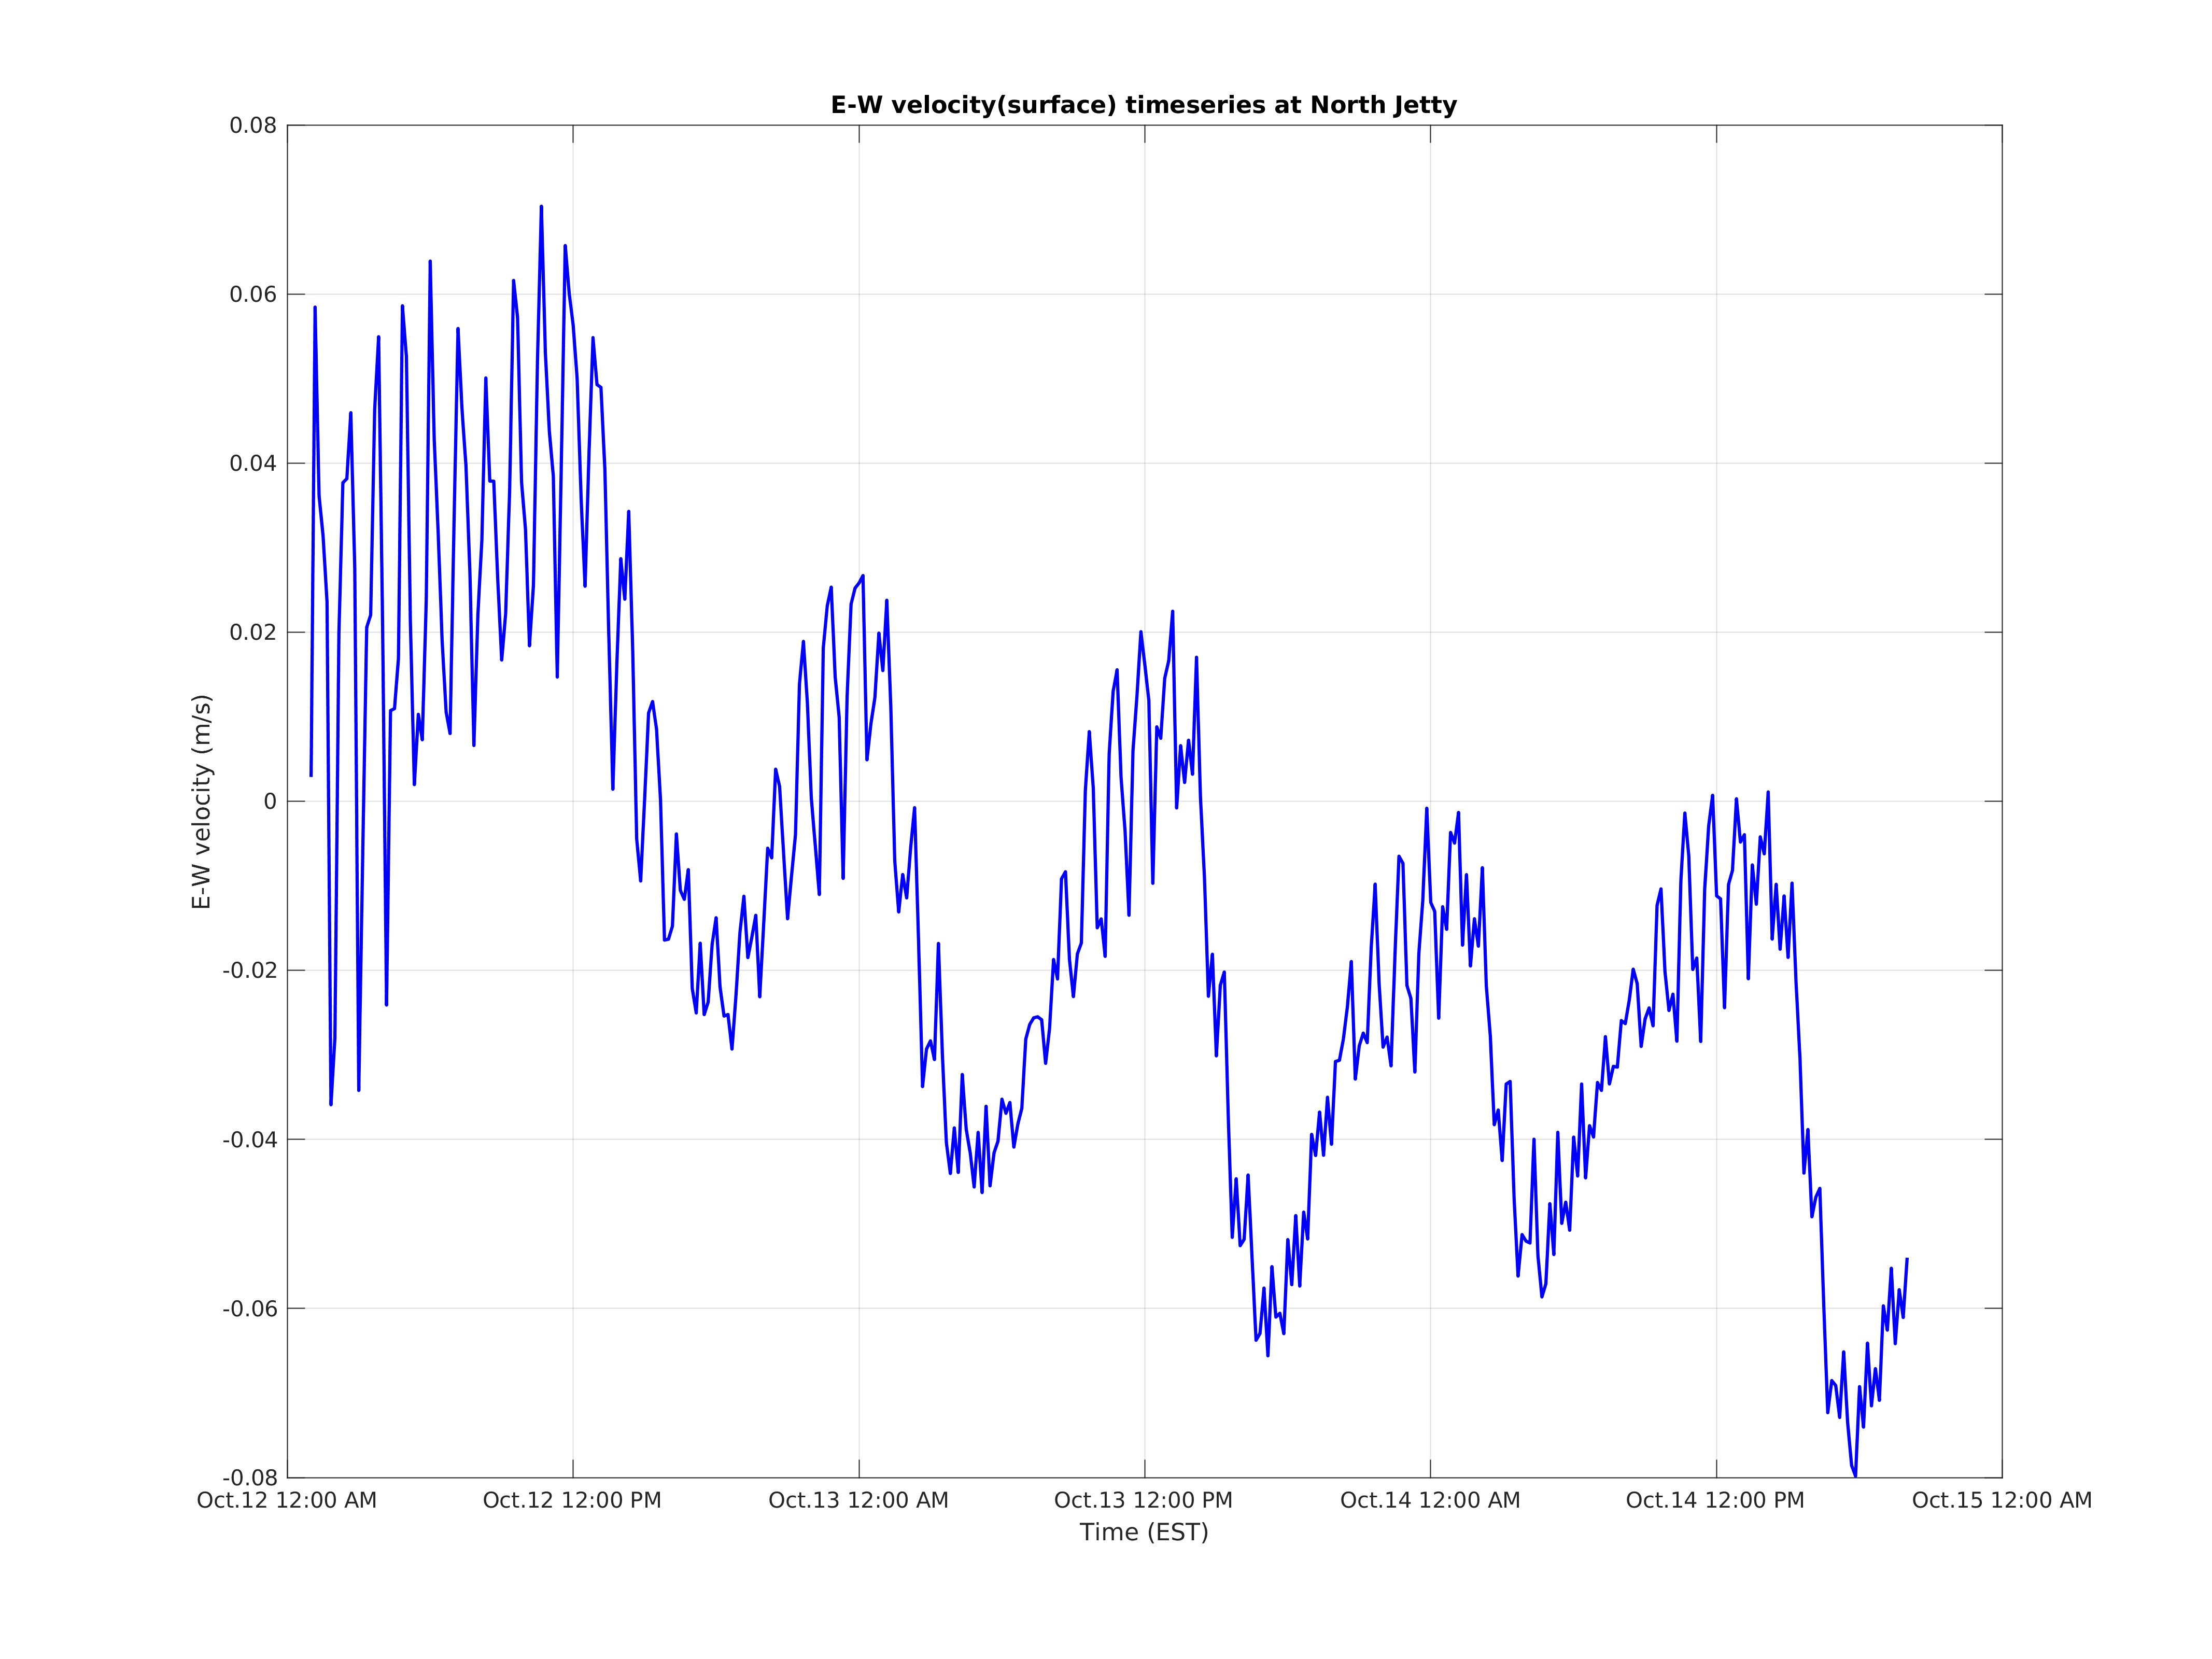 E-W velocity(surface) timeseries at North Jetty
0.08
0.06
0.04
0.02
0
-0.02
-0.04
-0.06
-0.08
E-W velocity (m/s)
Oct.12 12:00 AM
Oct.12 12:00 PM
Oct.13 12:00 AM
Oct.13 12:00 PM
Oct.14 12:00 AM
Oct.14 12:00 PM
Oct.15 12:00 AM
Time (EST)